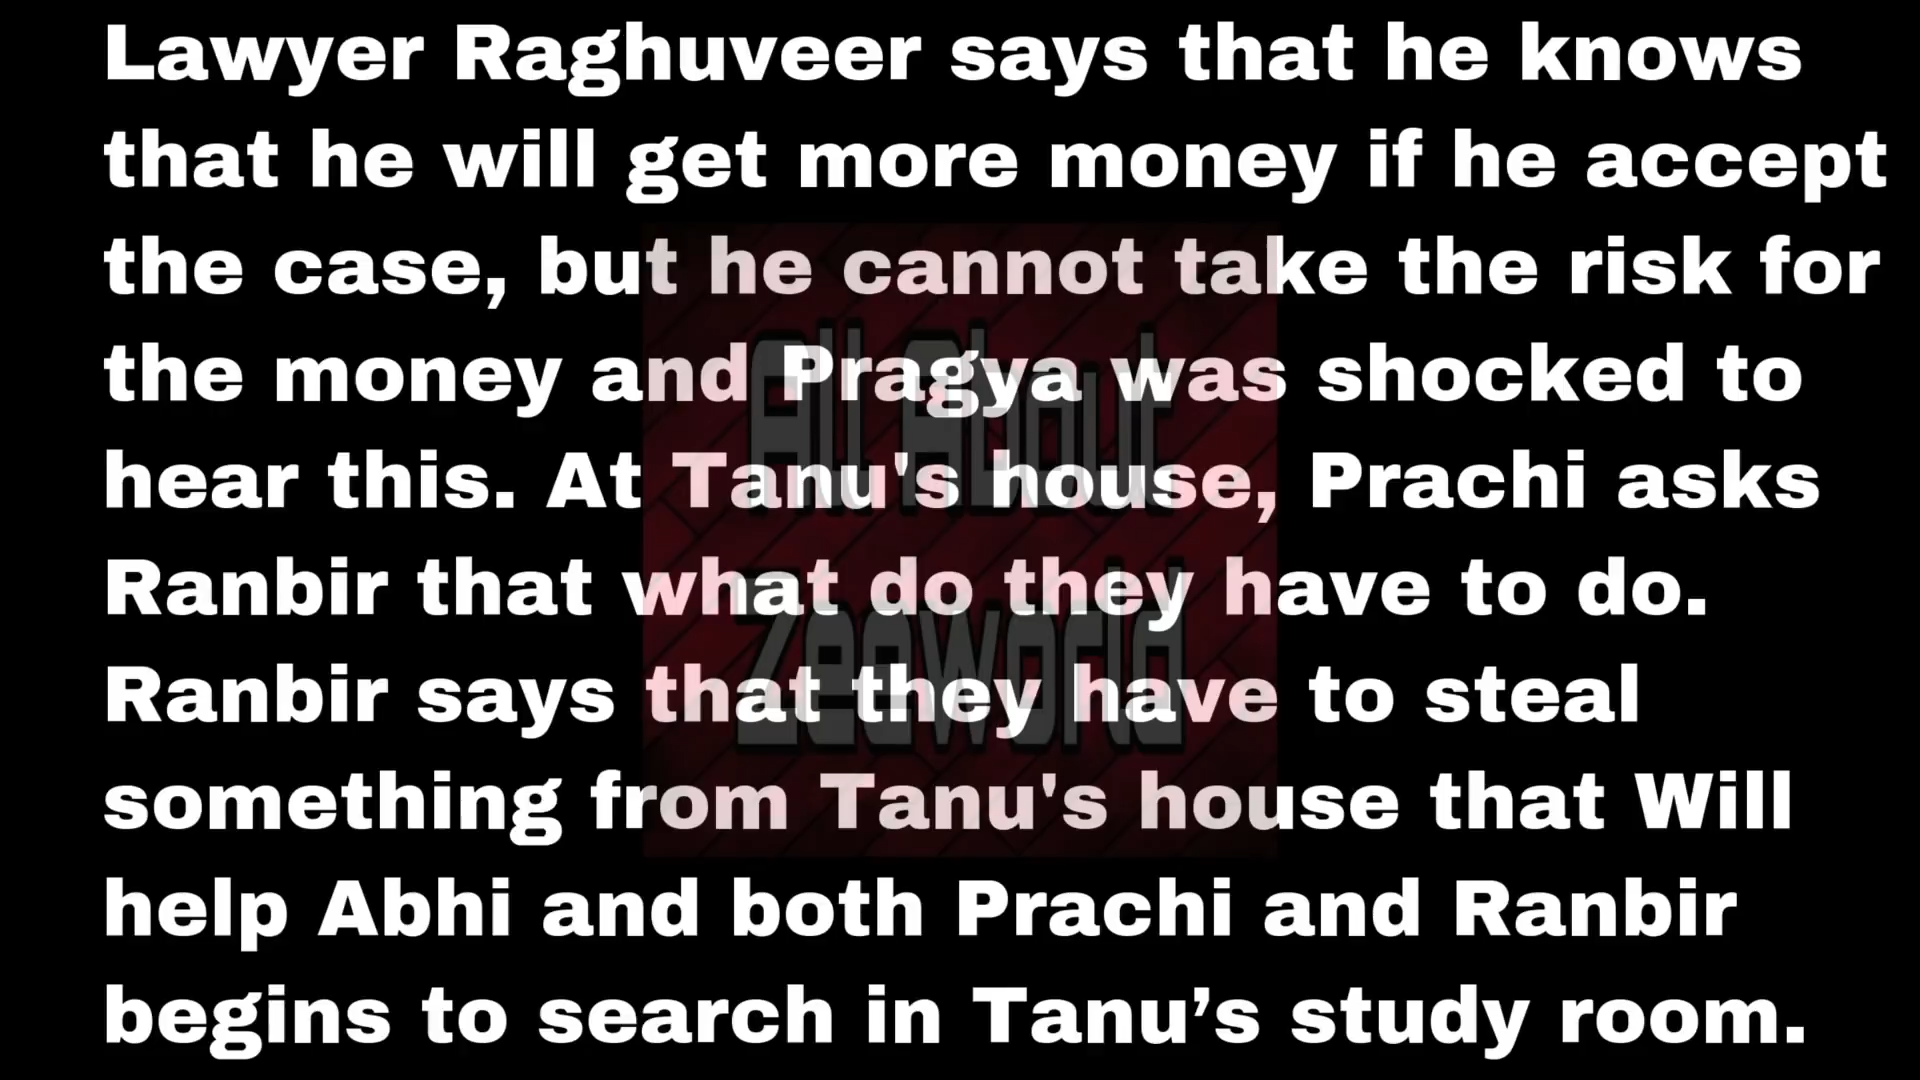 Lawyer Raghuveer says that he knows
that he will get more money if he accept
the case, but he cannot take the risk for
the money and Pragya was shocked to
hear this. At Tanu's house, Prachi asks
Ranbir that what do they have to do.
Ranbir says that they have to steal
something from Tanu's house that Will
help Abhi and both Prachi and Ranbir
begins to search in Tanu’s study room.
All About
Zeeworld